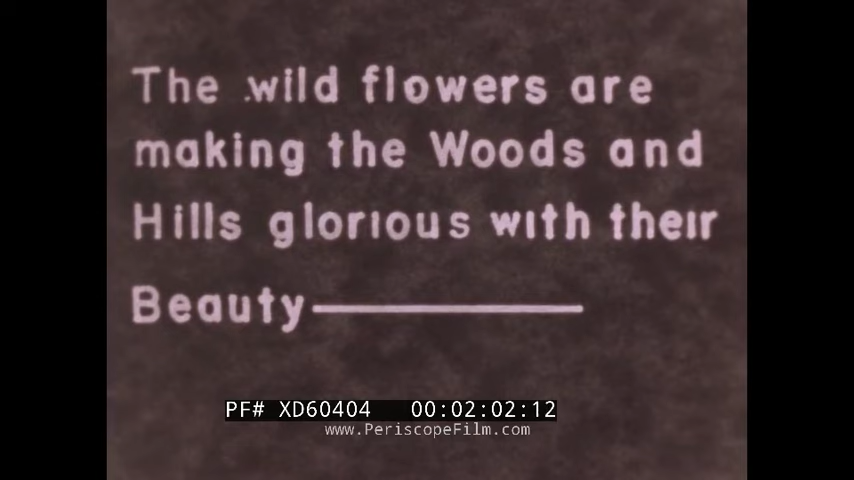 The wild flowers are
making the Woods and
Hills glorious with their
Beauty—
PF# XD60404 00:02:02:12
www.PeriscopeFilm.com